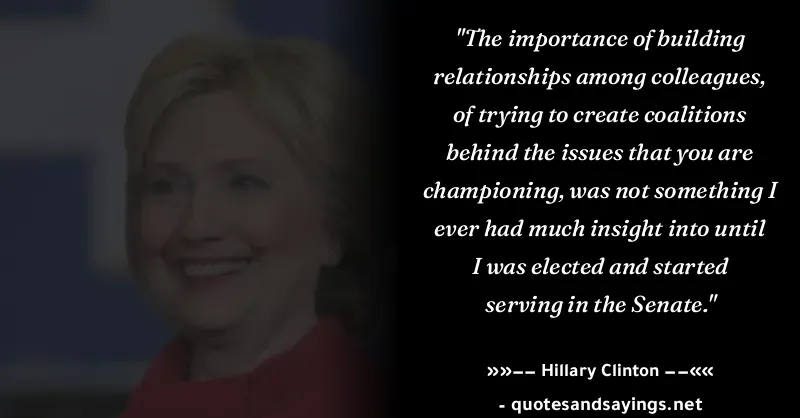 "The importance of building
relationships among colleagues,
of trying to create coalitions
behind the issues that you are
championing, was not something I
ever had much insight into until
I was elected and started
serving in the Senate."
»»–– Hillary Clinton ––««
- quotesandsayings.net